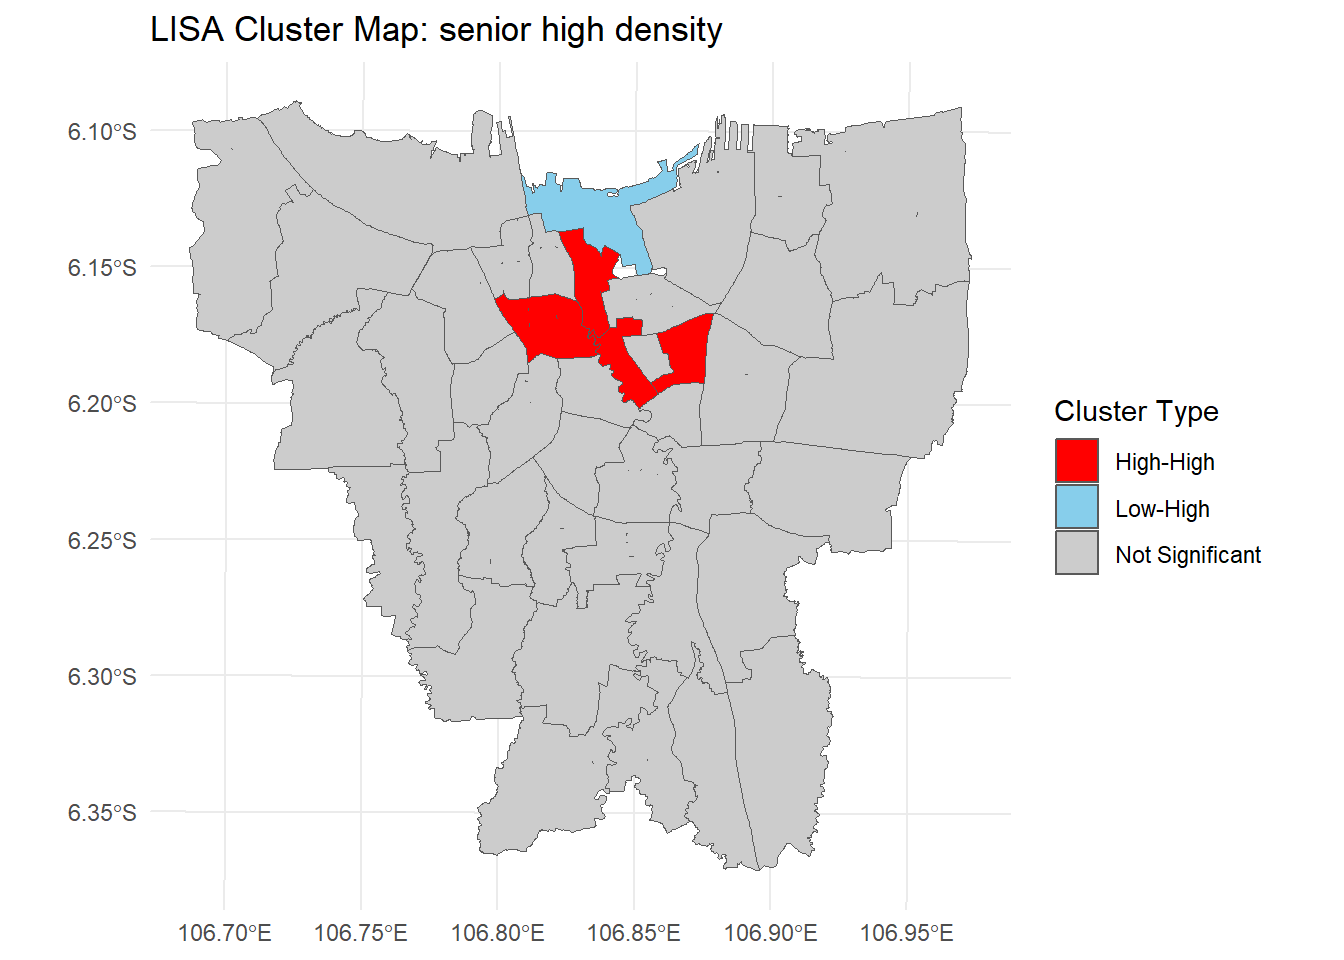 LISA Cluster Map: senior high density
6.10°S
6.15°S
6.20°S
6.25°S
6.30°S
6.35°S
106.70°E
106.75°E
106.80°E
106.85°E
106.90°E
106.95°E
Cluster Type
High-High
Low-High
Not Significant